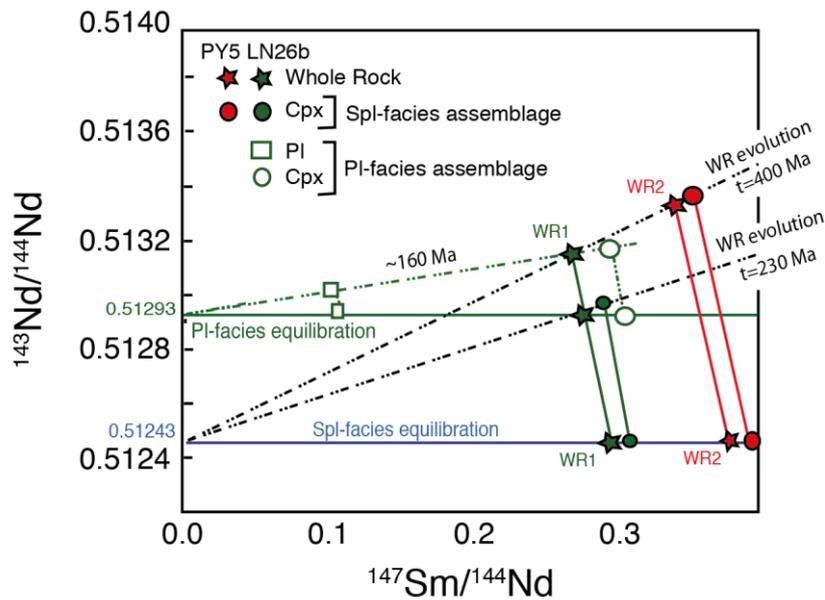 0.5140
PY5 LN26b
Whole Rock
Cpx
Spl-facies assemblage
Pl
Cpx
Pl-facies assemblage
0.5136
0.5132
0.51293
0.5128
0.51243
0.5124
143Nd/144Nd
WR evolution
t=400 Ma
WR2
WR1
~160 Ma
WR evolution
t=230 Ma
Pl-facies equilibration
Spl-facies equilibration
WR1
WR2
0.0
0.1
0.2
0.3
147Sm/144Nd